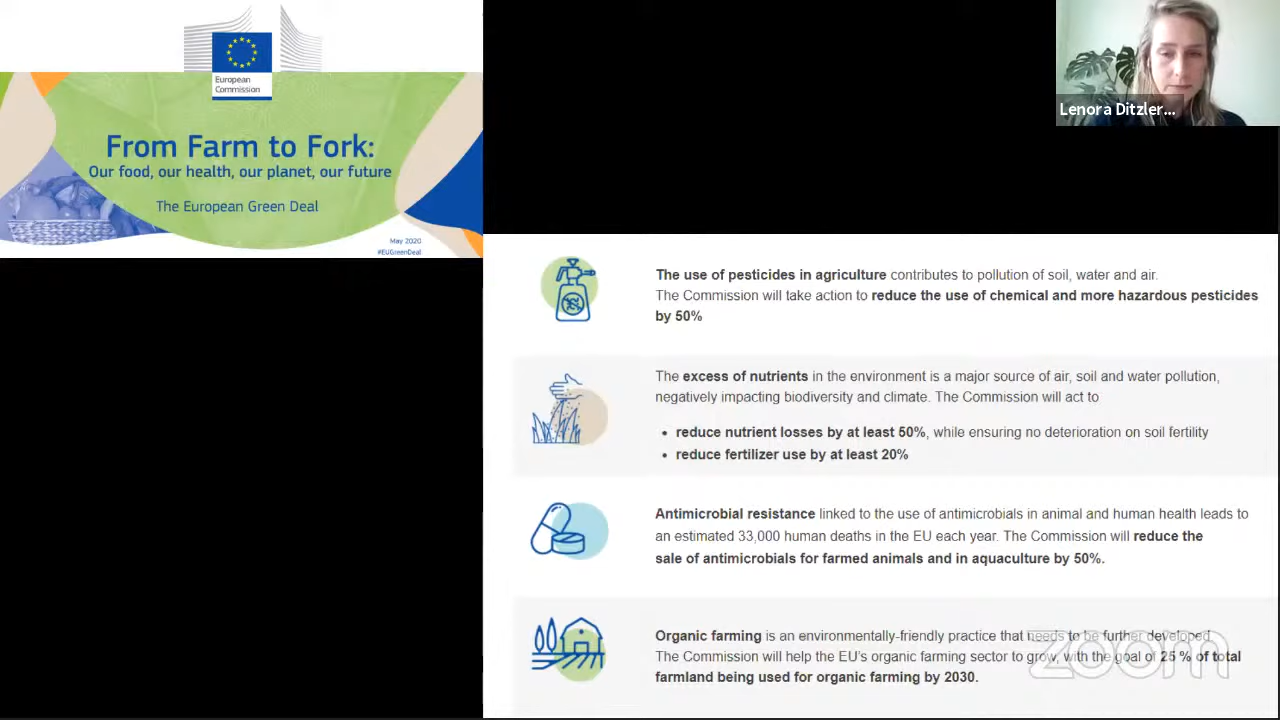 European
Commission
From Farm to Fork:
Our food, our health, our planet, our future
The European Green Deal
May 2020
#EUGreenDeal
Lenora Ditzler...
The use of pesticides in agriculture contributes to pollution of soil, water and air.
The Commission will take action to reduce the use of chemical and more hazardous pesticides
by 50%
The excess of nutrients in the environment is a major source of air, soil and water pollution,
negatively impacting biodiversity and climate. The Commission will act to
• reduce nutrient losses by at least 50%, while ensuring no deterioration on soil fertility
• reduce fertilizer use by at least 20%
Antimicrobial resistance linked to the use of antimicrobials in animal and human health leads to
an estimated 33,000 human deaths in the EU each year. The Commission will reduce the
sale of antimicrobials for farmed animals and in aquaculture by 50%.
Organic farming is an environmentally-friendly practice that needs to be further developed.
The Commission will help the EU's organic farming sector to grow, with the goal of 25 % of total
farmland being used for organic farming by 2030.
zoom